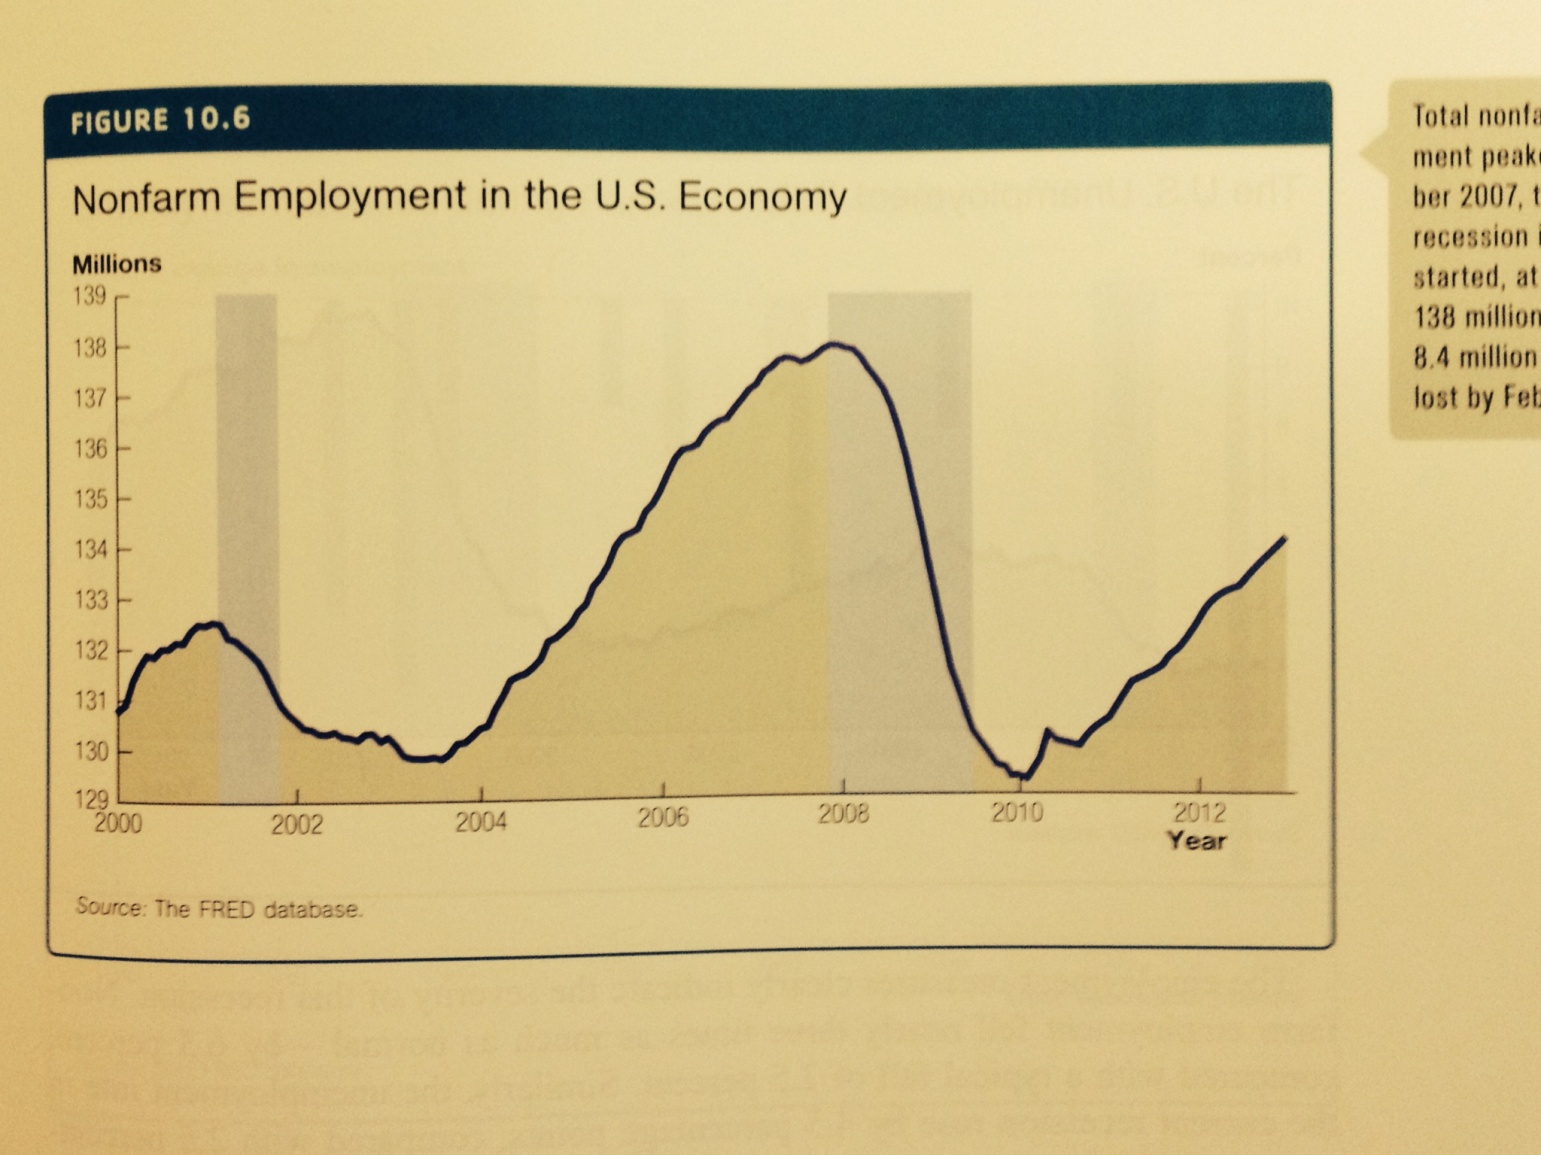 FIGURE 10.6
Nonfarm Employment in the U.S. Economy
Millions
139
138
137
136
135
134
133
132
131
130
129
2000 2002 2004 2006 2008 2010 2012
Year
Source: The FRED database.
Total nonfa
ment peak
ber 2007, t
recession i
started, at
138 million
8.4 million
lost by Feb